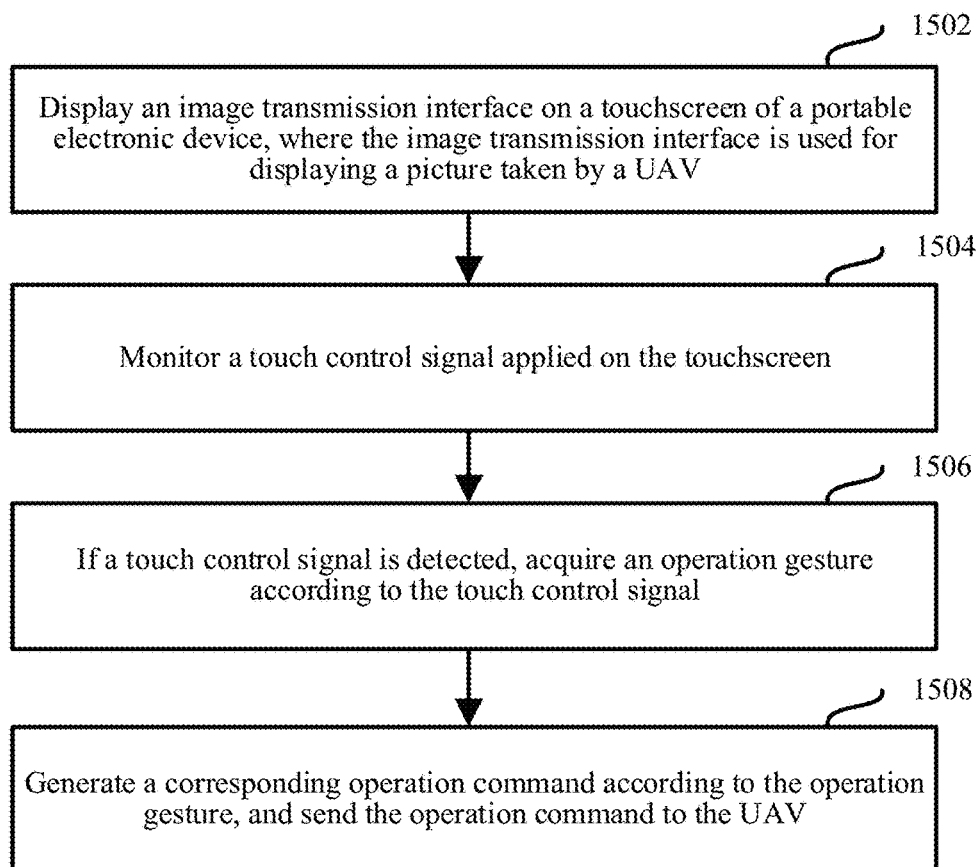 1502
Display an image transmission interface on a touchscreen of a portable
electronic device, where the image transmission interface is used for
displaying a picture taken by a UAV
1504
Monitor a touch control signal applied on the touchscreen
1506
If a touch control signal is detected, acquire an operation gesture
according to the touch control signal
1508
Generate a corresponding operation command according to the operation
gesture, and send the operation command to the UAV